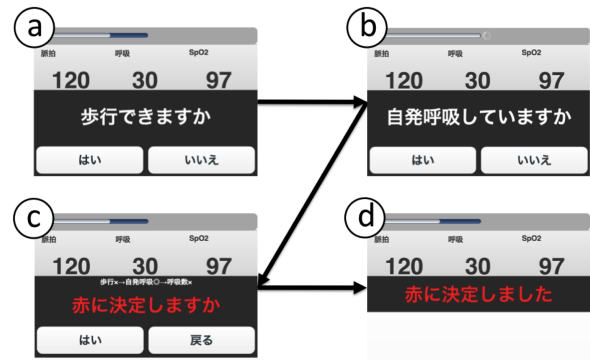 a
脈拍 呼吸 SpO2
120 30 97
歩行できますか
はい いいえ
b
脈拍 呼吸 SpO2
120 30 97
自発呼吸していますか
はい いいえ
c
脈拍 呼吸 SpO2
120 30 97
歩行×→自発呼吸○→呼吸数×
赤に決定しますか
はい 戻る
d
脈拍 呼吸 SpO2
120 30 97
赤に決定しました